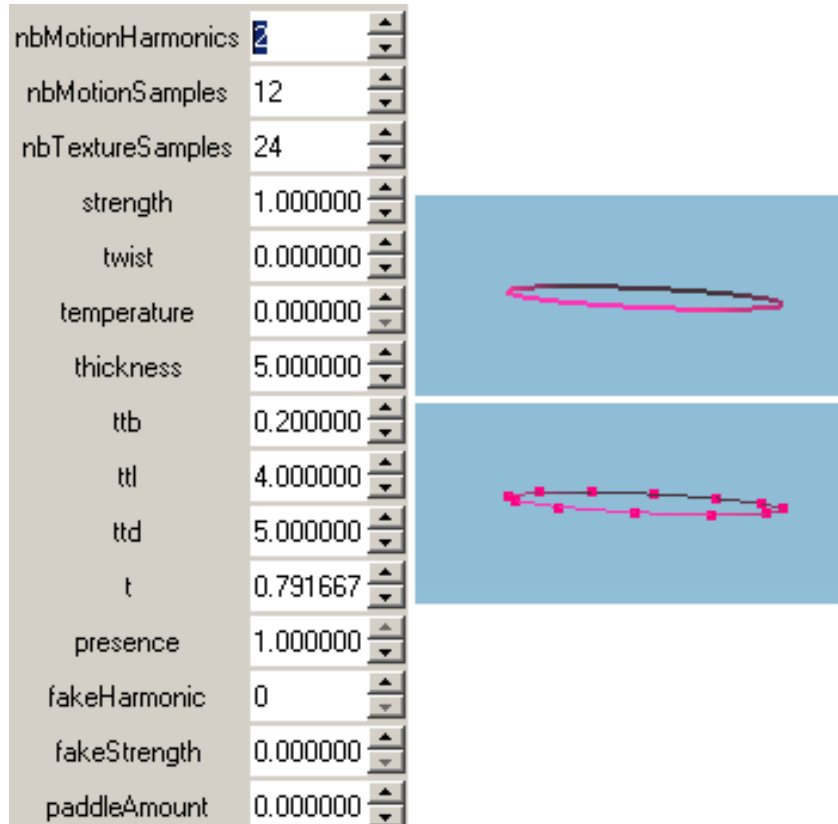 nbMotionHarmonics 2
nbMotionSamples 12
nbTextureSamples 24
strength 1.000000
twist 0.000000
temperature 0.000000
thickness 5.000000
ttb 0.200000
ttl 4.000000
ttd 5.000000
t 0.791667
presence 1.000000
fakeHarmonic 0
fakeStrength 0.000000
paddleAmount 0.000000